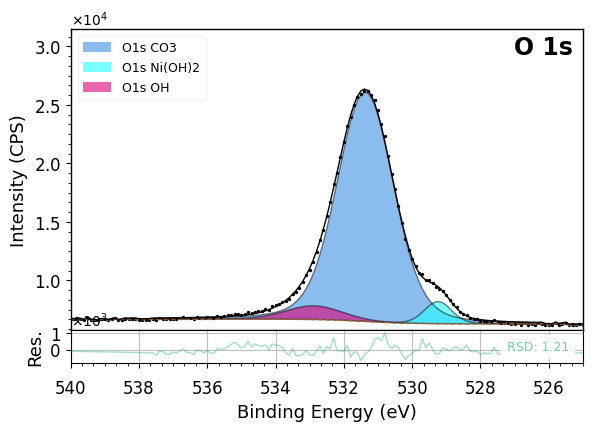 ×10⁴
O 1s
O1s CO3
O1s Ni(OH)2
O1s OH
3.0
2.5
2.0
1.5
1.0
Intensity (CPS)
×10³
1
0
Res.
RSD: 1.21
540 538 536 534 532 530 528 526
Binding Energy (eV)